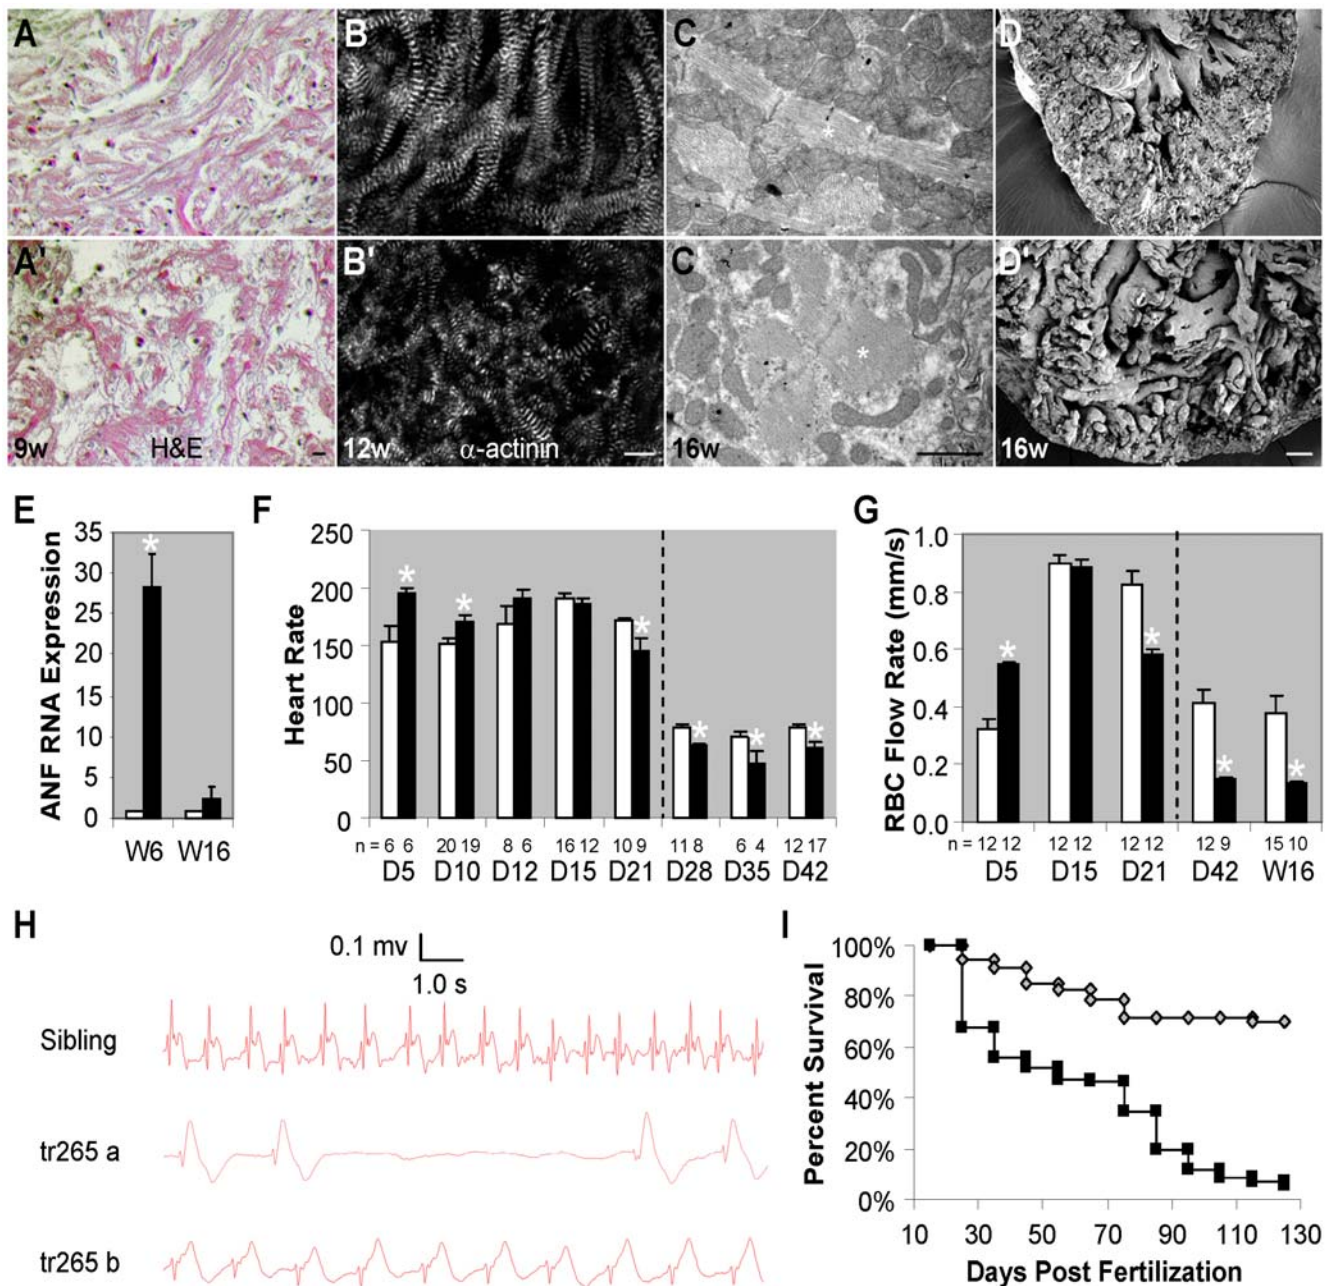 A B C D
A' B' C' D'
9w H&E 12w α-actinin 16w 16w
E
ANF RNA Expression
35
30
25
20
15
10
5
0
*
W6 W16
F
Heart Rate
250
200
150
100
50
0
* * * * * *
n = 6 6 20 19 8 6 16 12 10 9 11 8 6 4 12 17
D5 D10 D12 D15 D21 D28 D35 D42
G
RBC Flow Rate (mm/s)
1.0
0.8
0.6
0.4
0.2
0.0
* * * *
n = 12 12 12 12 12 12 12 9 15 10
D5 D15 D21 D42 W16
H
0.1 mv
1.0 s
Sibling
tr265 a
tr265 b
I
Percent Survival
100%
80%
60%
40%
20%
0%
10 30 50 70 90 110 130
Days Post Fertilization